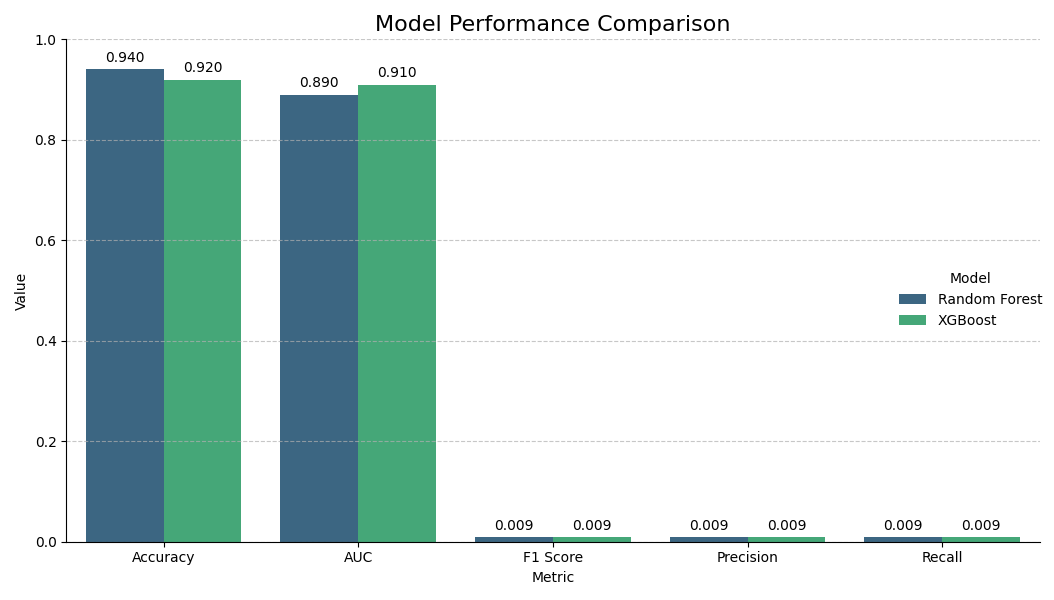 Model Performance Comparison
1.0
0.8
0.6
0.4
0.2
0.0
Value
0.940
0.920
0.890
0.910
0.009
0.009
0.009
0.009
0.009
0.009
Model
Random Forest
XGBoost
Accuracy
AUC
F1 Score
Precision
Recall
Metric